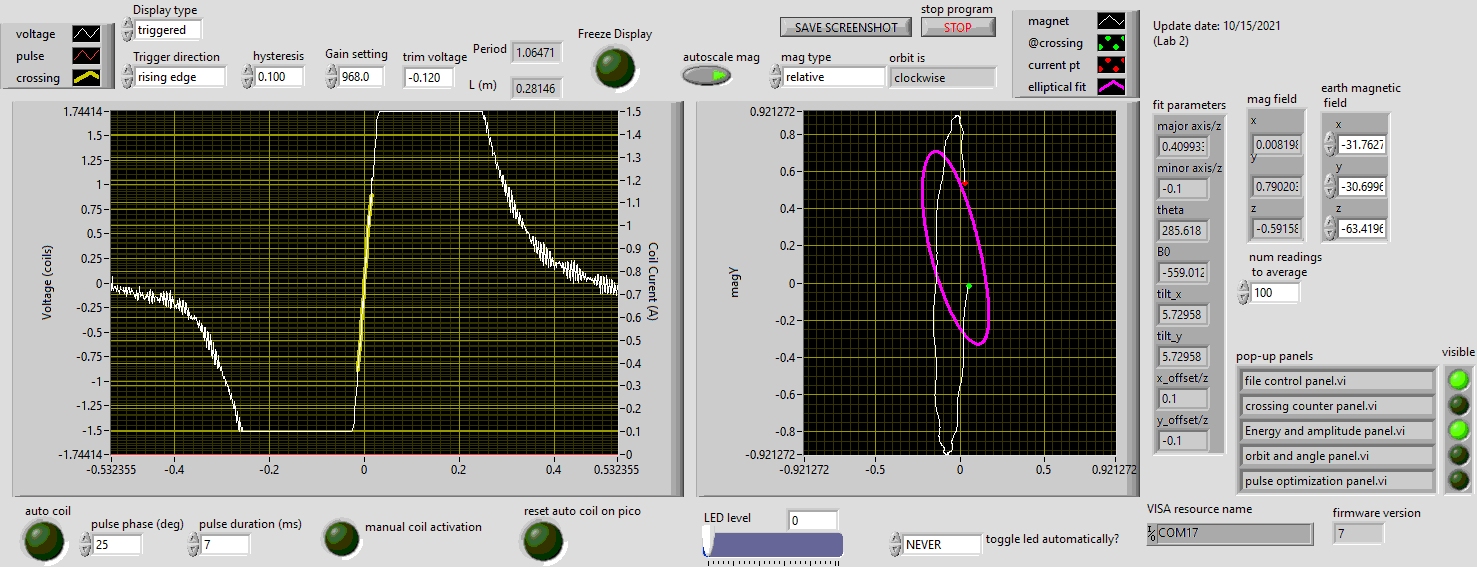 voltage
pulse
crossing
Display type
triggered
Trigger direction
rising edge
hysteresis
0.100
Gain setting
968.0
trim voltage
-0.120
Period
1.06471
L (m)
0.28146
Freeze Display
SAVE SCREENSHOT
stop program
STOP
autoscale mag
mag type
relative
orbit is
clockwise
magnet
@crossing
current pt
elliptical fit
Update date: 10/15/2021
(Lab 2)
Voltage (coils)
1.74414
1.5
1.25
1
0.75
0.5
0.25
0
-0.25
-0.5
-0.75
-1
-1.25
-1.5
-1.74414
-0.532355
-0.4
-0.2
0
0.2
0.4
0.532355
1.5
1.4
1.3
1.2
1.1
1
0.9
0.8
0.7
0.6
0.5
0.4
0.3
0.2
0.1
0
Coil Current (A)
magy
0.921272
0.8
0.6
0.4
0.2
0
-0.2
-0.4
-0.6
-0.8
-0.921272
-0.921272
-0.5
0
0.5
0.921272
fit parameters
major axis/z
0.40993
minor axis/z
-0.1
theta
285.618
B0
-559.012
tilt_x
5.72958
tilt_y
5.72958
x_offset/z
0.1
y_offset/z
-0.1
mag field
x
0.008198
y
0.79020
z
-0.59158
earth magnetic
field
x
-31.7627
y
-30.6996
z
-63.4196
num readings
to average
100
pop-up panels
visible
file control panel.vi
crossing counter panel.vi
Energy and amplitude panel.vi
orbit and angle panel.vi
pulse optimization panel.vi
auto coil
pulse phase (deg)
25
pulse duration (ms)
7
manual coil activation
reset auto coil on pico
LED level
0
NEVER
toggle led automatically?
VISA resource name
COM17
firmware version
7